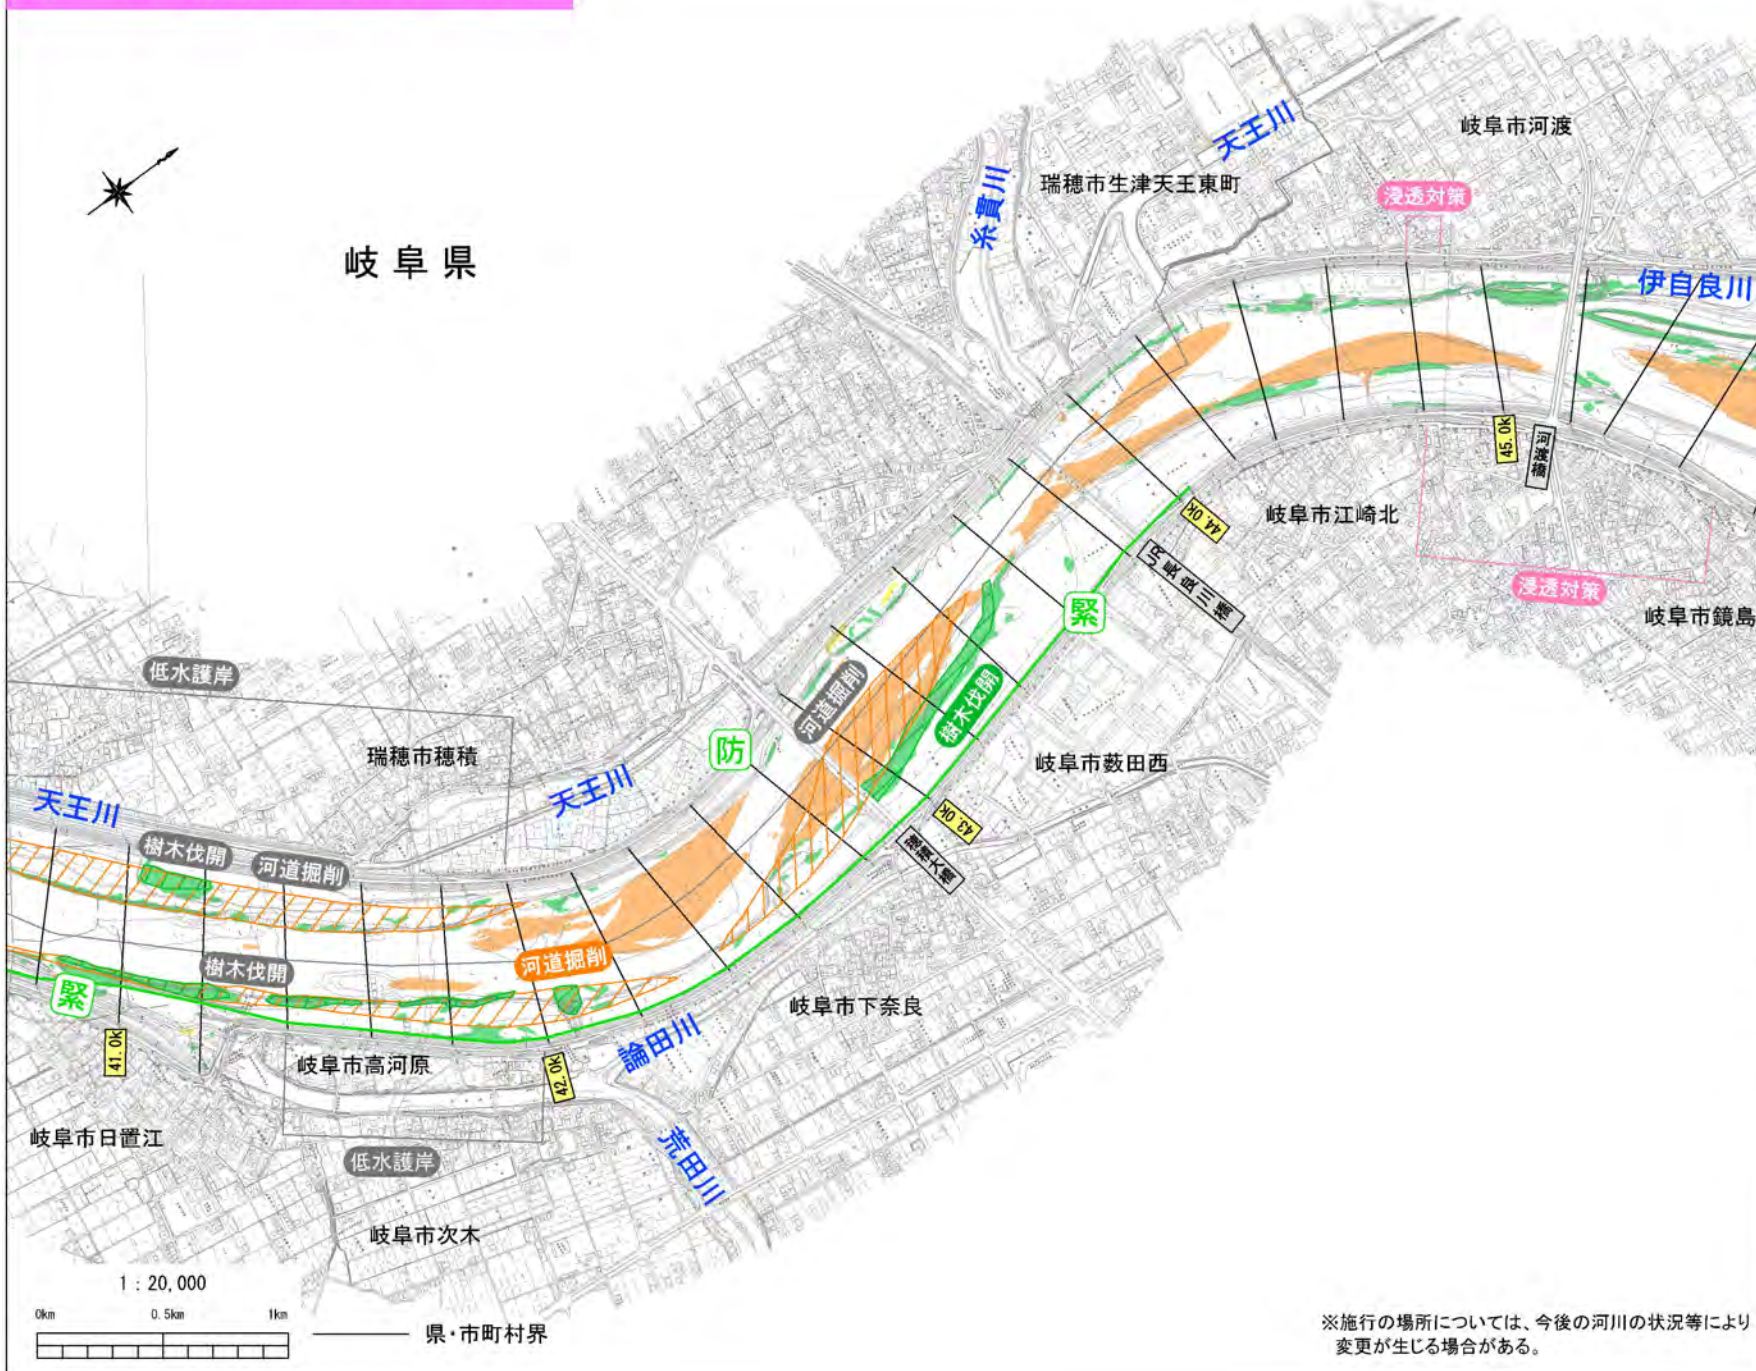 天王川
岐阜市河渡
糸貫川
瑞穂市生津天王東町
浸透対策
岐阜県
伊自良川
45.0k
河渡橋
44.0k
岐阜市江崎北
JR長良川橋
浸透対策
緊
岐阜市鏡島
低水護岸
河道掘削
樹木伐開
防
瑞穂市穂積
岐阜市薮田西
天王川
天王川
43.0k
穂積大橋
樹木伐開
河道掘削
河道掘削
樹木伐開
緊
岐阜市下奈良
論田川
41.0k
岐阜市高河原
42.0k
岐阜市日置江
低水護岸
荒田川
岐阜市次木
1:20,000
0km 0.5km 1km
県・市町村界
※施行の場所については、今後の河川の状況等により
変更が生じる場合がある。